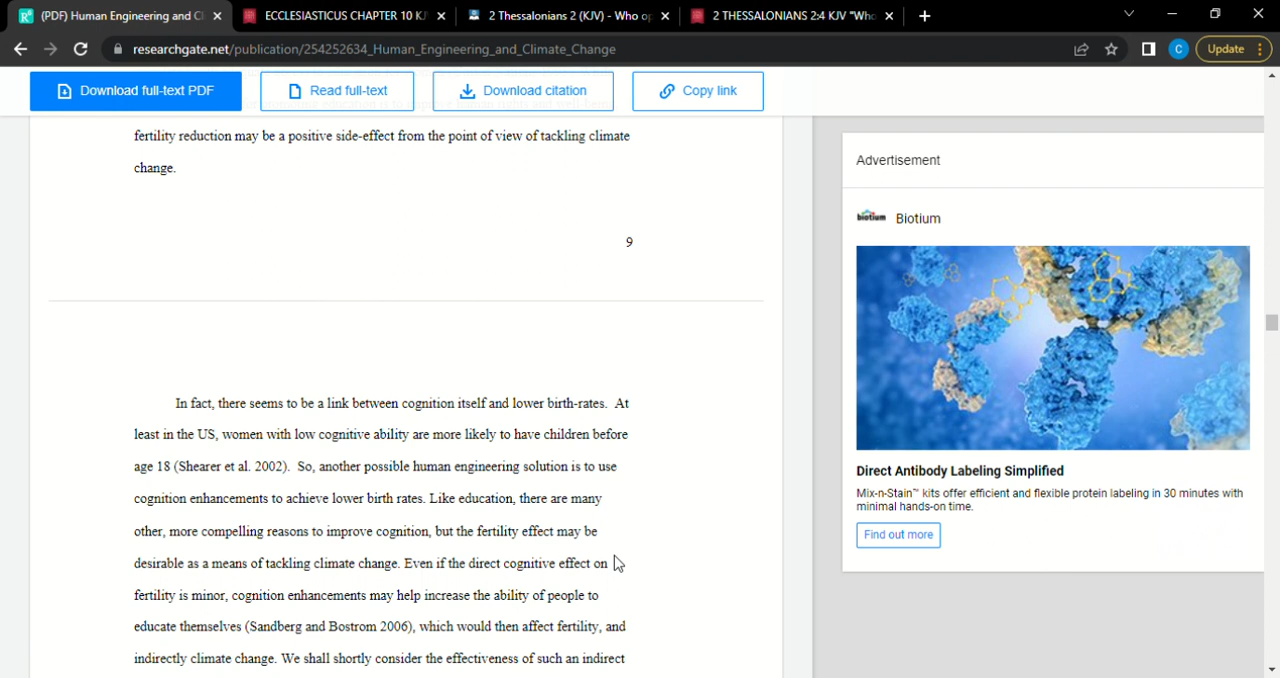 (PDF) Human Engineering and Cl
ECCLESIASTICUS CHAPTER 10 KJ
2 Thessalonians 2 (KJV) - Who op
2 THESSALONIANS 2:4 KJV "Who
researchgate.net/publication/254252634_Human_Engineering_and_Climate_Change
C
Update
Download full-text PDF
Read full-text
Download citation
Copy link
fertility reduction may be a positive side-effect from the point of view of tackling climate
change.
9
In fact, there seems to be a link between cognition itself and lower birth-rates. At
least in the US, women with low cognitive ability are more likely to have children before
age 18 (Shearer et al. 2002). So, another possible human engineering solution is to use
cognition enhancements to achieve lower birth rates. Like education, there are many
other, more compelling reasons to improve cognition, but the fertility effect may be
desirable as a means of tackling climate change. Even if the direct cognitive effect on
fertility is minor, cognition enhancements may help increase the ability of people to
educate themselves (Sandberg and Bostrom 2006), which would then affect fertility, and
indirectly climate change. We shall shortly consider the effectiveness of such an indirect
Advertisement
biotium
Biotium
Direct Antibody Labeling Simplified
Mix-n-Stain™ kits offer efficient and flexible protein labeling in 30 minutes with
minimal hands-on time.
Find out more